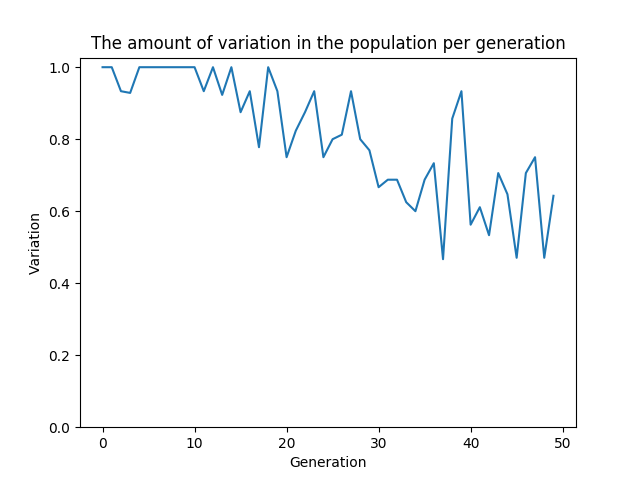 The amount of variation in the population per generation
1.0
0.8
0.6
0.4
0.2
0.0
Variation
0 10 20 30 40 50
Generation